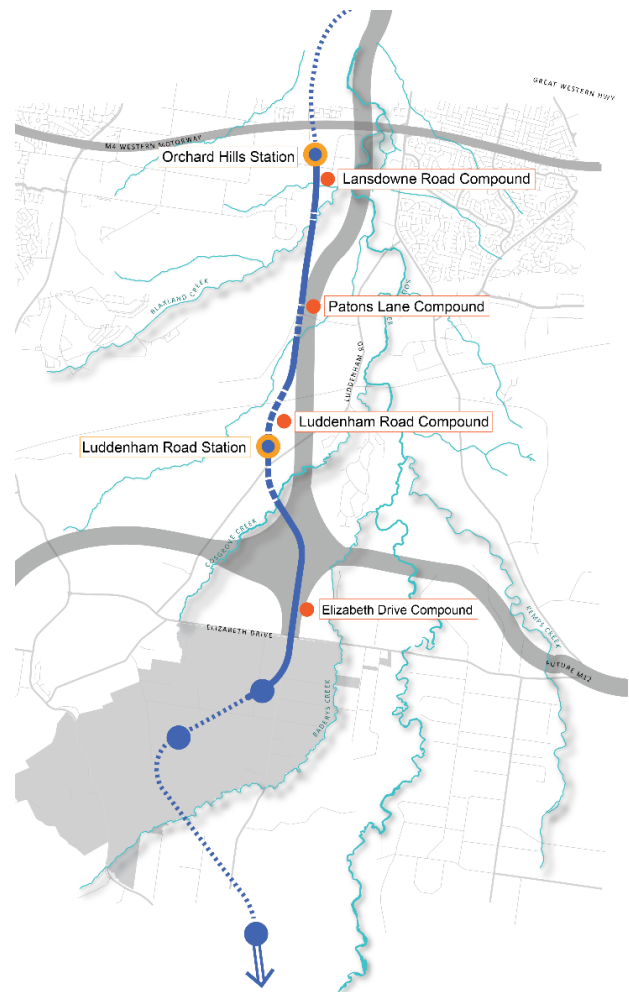 GREAT WESTERN HWY
M4 WESTERN MOTORWAY
Orchard Hills Station
Lansdowne Road Compound
BLAXLAND CREEK
Patons Lane Compound
LUDDENHAM RD
Luddenham Road Compound
Luddenham Road Station
COSGROVE CREEK
Elizabeth Drive Compound
KEMPS CREEK
ELIZABETH DRIVE
FUTURE M12
BADERYS CREEK